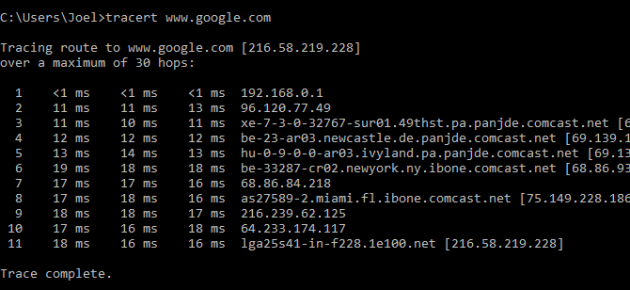 C:\Users\Joel>tracert www.google.com
Tracing route to www.google.com [216.58.219.228]
over a maximum of 30 hops:
1 <1 ms <1 ms <1 ms 192.168.0.1
2 11 ms 11 ms 13 ms 96.120.77.49
3 11 ms 10 ms 11 ms xe-7-3-0-32767-sur01.49thst.pa.panjde.comcast.net [6
4 12 ms 12 ms 12 ms be-23-ar03.newcastle.de.panjde.comcast.net [69.139.1
5 13 ms 14 ms 13 ms hu-0-9-0-0-ar03.ivyland.pa.panjde.comcast.net [69.13
6 19 ms 18 ms 18 ms be-33287-cr02.newyork.ny.ibone.comcast.net [68.86.93
7 17 ms 17 ms 16 ms 68.86.84.218
8 17 ms 18 ms 16 ms as27589-2.miami.fl.ibone.comcast.net [75.149.228.186
9 18 ms 18 ms 17 ms 216.239.62.125
10 17 ms 16 ms 18 ms 64.233.174.117
11 18 ms 16 ms 16 ms lga25s41-in-f228.1e100.net [216.58.219.228]
Trace complete.